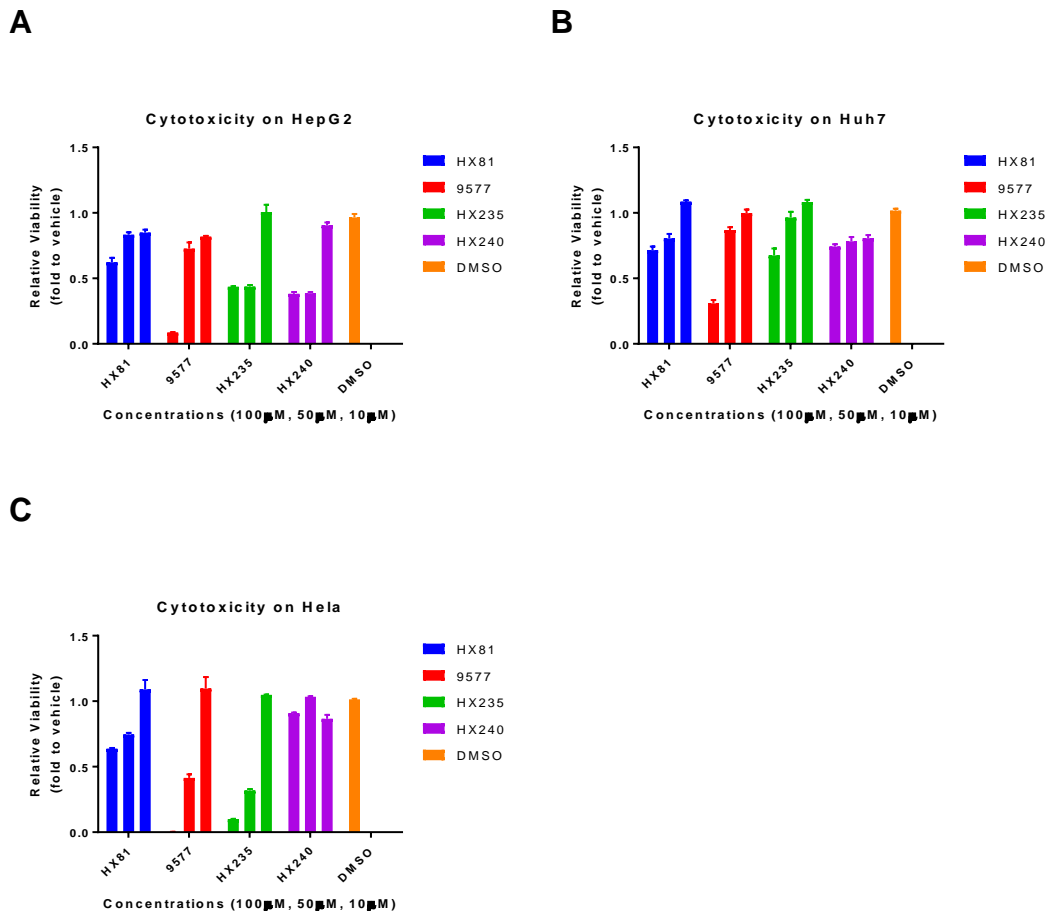 A
Cytotoxicity on HepG2
Relative Viability
(fold to vehicle)
1.5
1.0
0.5
0.0
HX81
9577
HX235
HX240
DMSO
Concentrations (100µM, 50µM, 10µM)
HX81
9577
HX235
HX240
DMSO
B
Cytotoxicity on Huh7
Relative Viability
(fold to vehicle)
1.5
1.0
0.5
0.0
HX81
9577
HX235
HX240
DMSO
Concentrations (100µM, 50µM, 10µM)
HX81
9577
HX235
HX240
DMSO
C
Cytotoxicity on Hela
Relative Viability
(fold to vehicle)
1.5
1.0
0.5
0.0
HX81
9577
HX235
HX240
DMSO
Concentrations (100µM, 50µM, 10µM)
HX81
9577
HX235
HX240
DMSO